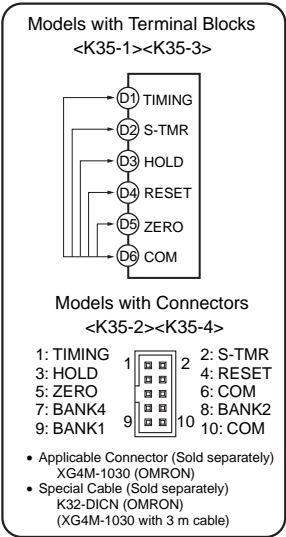 Models with Terminal Blocks
<K35-1><K35-3>
D1 TIMING
D2 S-TMR
D3 HOLD
D4 RESET
D5 ZERO
D6 COM
Models with Connectors
<K35-2><K35-4>
1: TIMING 1 2 2: S-TMR
3: HOLD 4: RESET
5: ZERO 6: COM
7: BANK4 8: BANK2
9: BANK1 9 10 10: COM
• Applicable Connector (Sold separately)
XG4M-1030 (OMRON)
• Special Cable (Sold separately)
K32-DICN (OMRON)
(XG4M-1030 with 3 m cable)